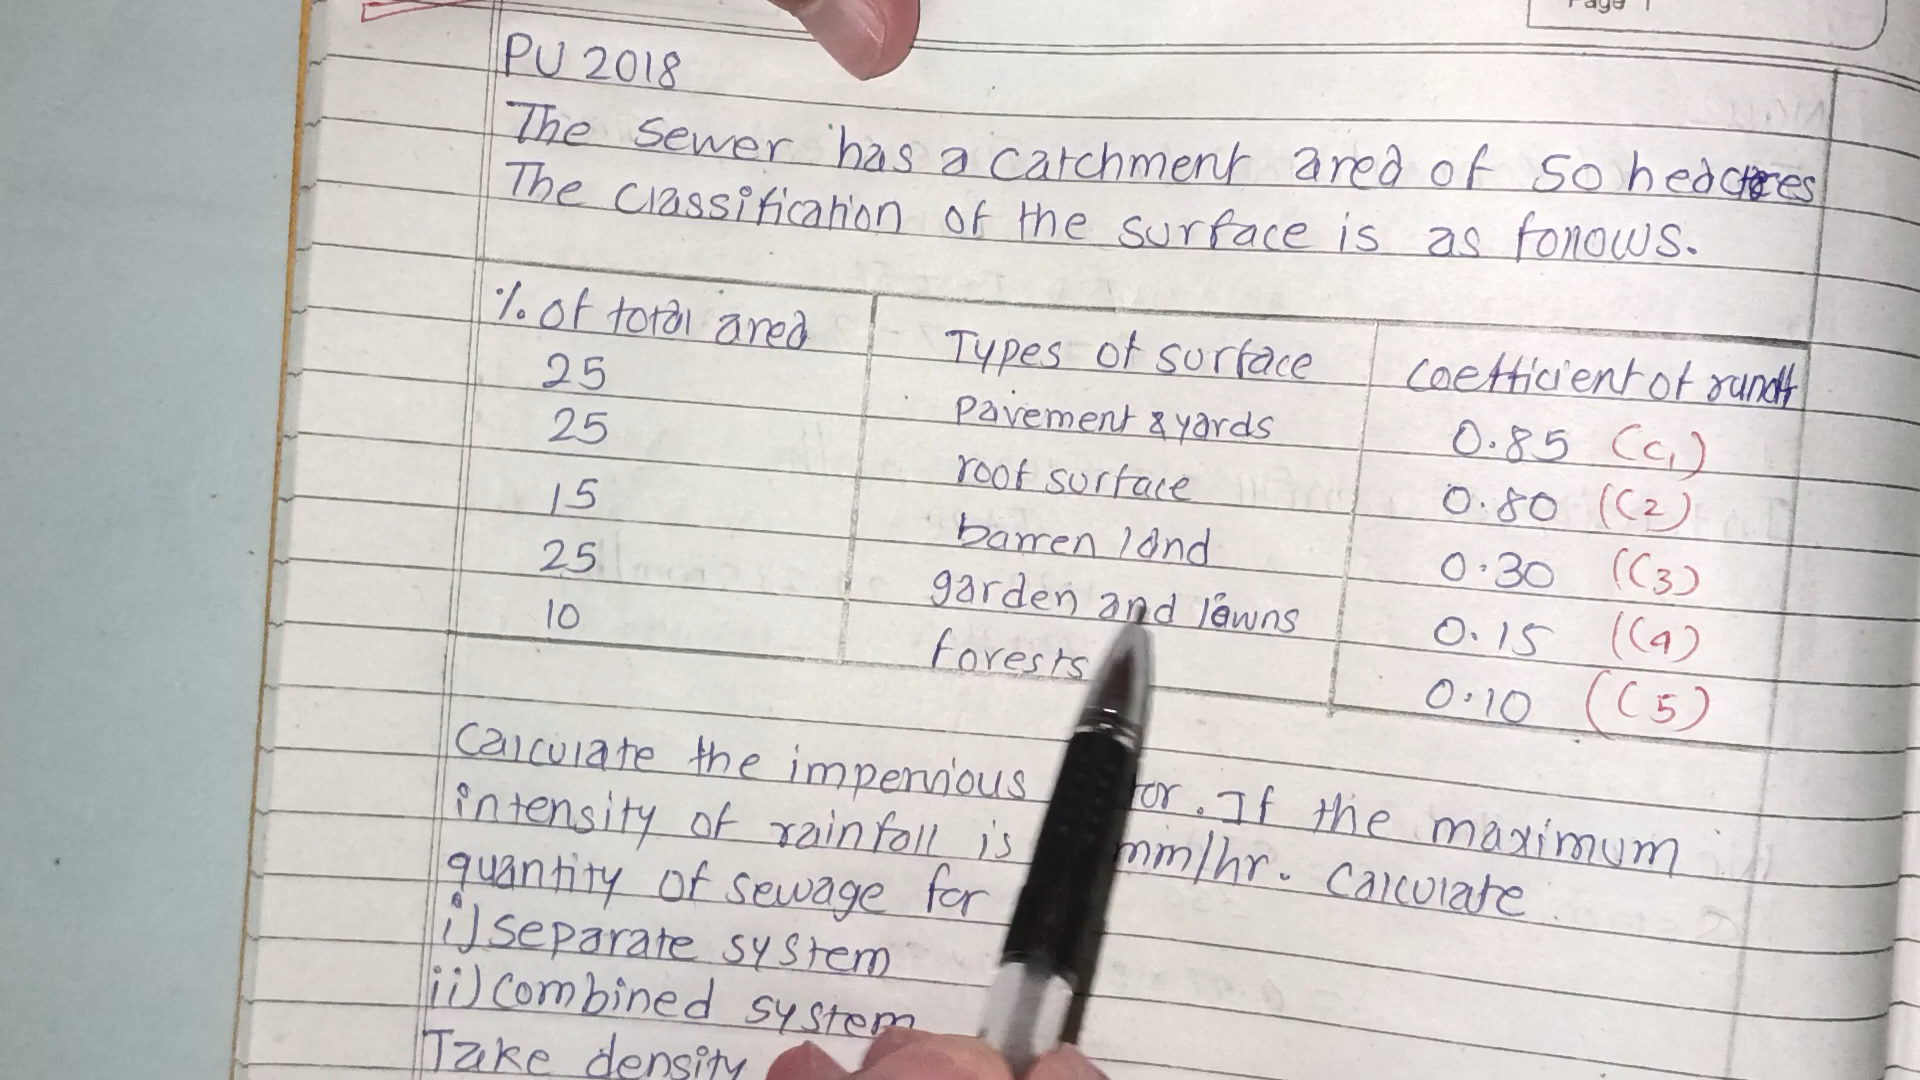 Page 1
PU 2018
The sewer has a catchment area of 50 hectares
The classification of the surface is as follows.
% of total area Types of surface coefficient of runoff
25 pavement & yards 0.85 (C1)
25 roof surface 0.80 (C2)
15 barren land 0.30 (C3)
25 garden and lawns 0.15 (C4)
10 forests 0.10 (C5)
Calculate the impervious or. If the maximum
intensity of rainfall is mm/hr. Calculate
quantity of sewage for
i) separate system
ii) combined system
Take density